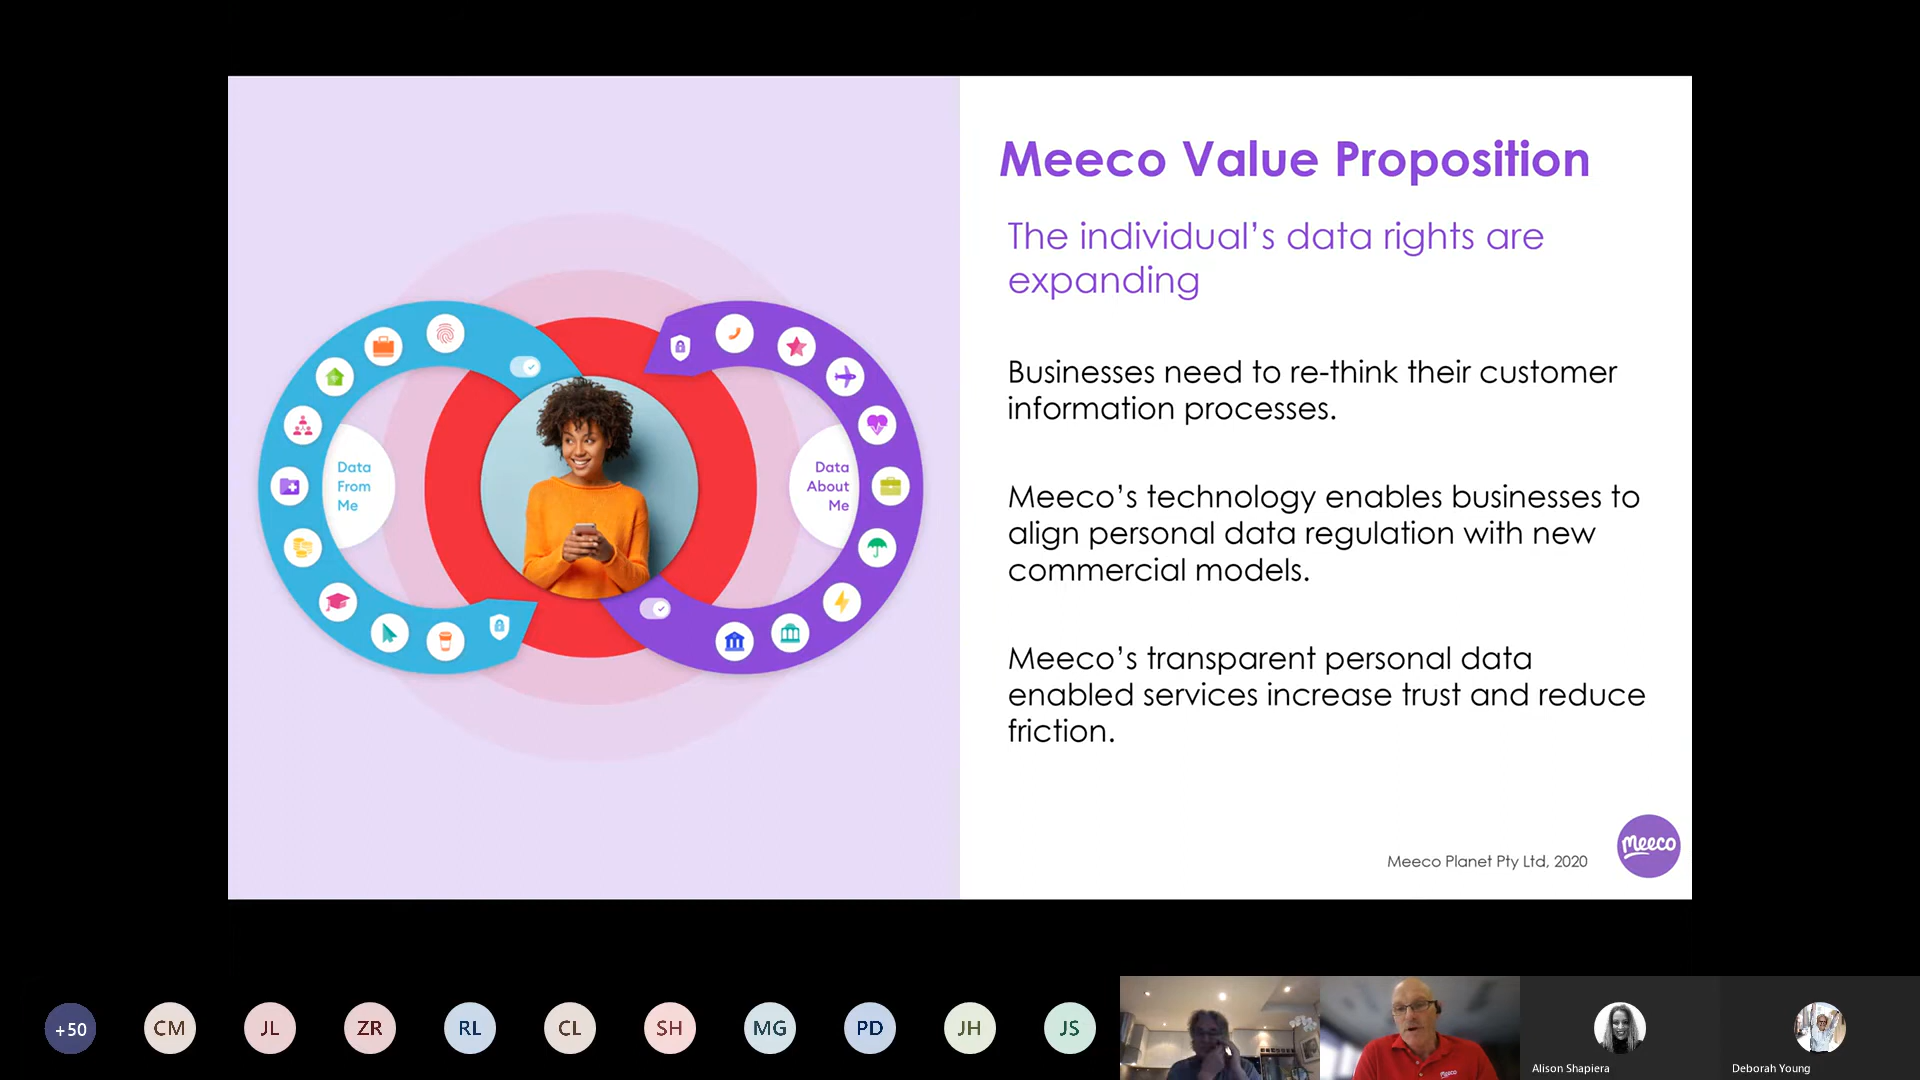 Meeco Value Proposition
The individual’s data rights are
expanding
Businesses need to re-think their customer
information processes.
Meeco’s technology enables businesses to
align personal data regulation with new
commercial models.
Meeco’s transparent personal data
enabled services increase trust and reduce
friction.
Data
From
Me
Data
About
Me
Meeco Planet Pty Ltd, 2020
meeco
+50
CM
JL
ZR
RL
CL
SH
MG
PD
JH
JS
meeco
Alison Shapiera
Deborah Young